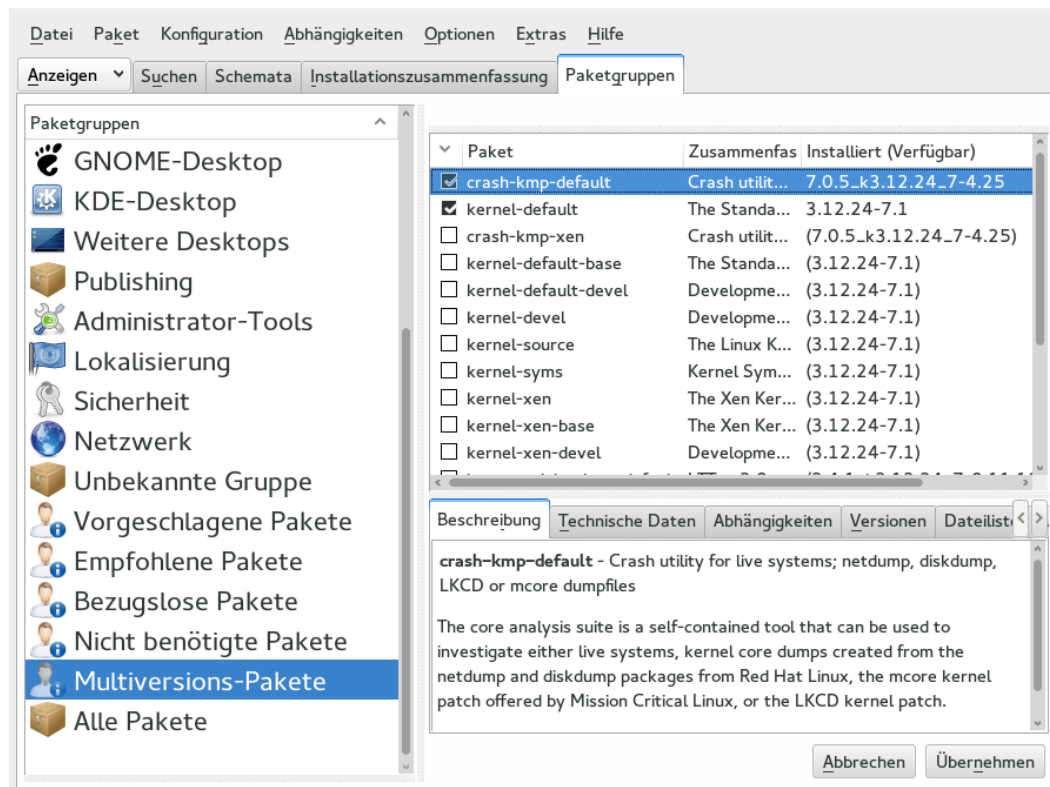 Datei Paket Konfiguration Abhängigkeiten Optionen Extras Hilfe
Anzeigen Suchen Schemata Installationszusammenfassung Paketgruppen
Paketgruppen
GNOME-Desktop
KDE-Desktop
Weitere Desktops
Publishing
Administrator-Tools
Lokalisierung
Sicherheit
Netzwerk
Unbekannte Gruppe
Vorgeschlagene Pakete
Empfohlene Pakete
Bezugslose Pakete
Nicht benötigte Pakete
Multiversions-Pakete
Alle Pakete
Paket Zusammenfas Installiert (Verfügbar)
crash-kmp-default Crash utilit... 7.0.5_k3.12.24_7-4.25
kernel-default The Standa... 3.12.24-7.1
crash-kmp-xen Crash utilit... (7.0.5_k3.12.24_7-4.25)
kernel-default-base The Standa... (3.12.24-7.1)
kernel-default-devel Developme... (3.12.24-7.1)
kernel-devel Developme... (3.12.24-7.1)
kernel-source The Linux K... (3.12.24-7.1)
kernel-syms Kernel Sym... (3.12.24-7.1)
kernel-xen The Xen Ker... (3.12.24-7.1)
kernel-xen-base The Xen Ker... (3.12.24-7.1)
kernel-xen-devel Developme... (3.12.24-7.1)
Beschreibung Technische Daten Abhängigkeiten Versionen Dateiliste
crash-kmp-default - Crash utility for live systems; netdump, diskdump,
LKCD or mcore dumpfiles
The core analysis suite is a self-contained tool that can be used to
investigate either live systems, kernel core dumps created from the
netdump and diskdump packages from Red Hat Linux, the mcore kernel
patch offered by Mission Critical Linux, or the LKCD kernel patch.
Abbrechen Übernehmen